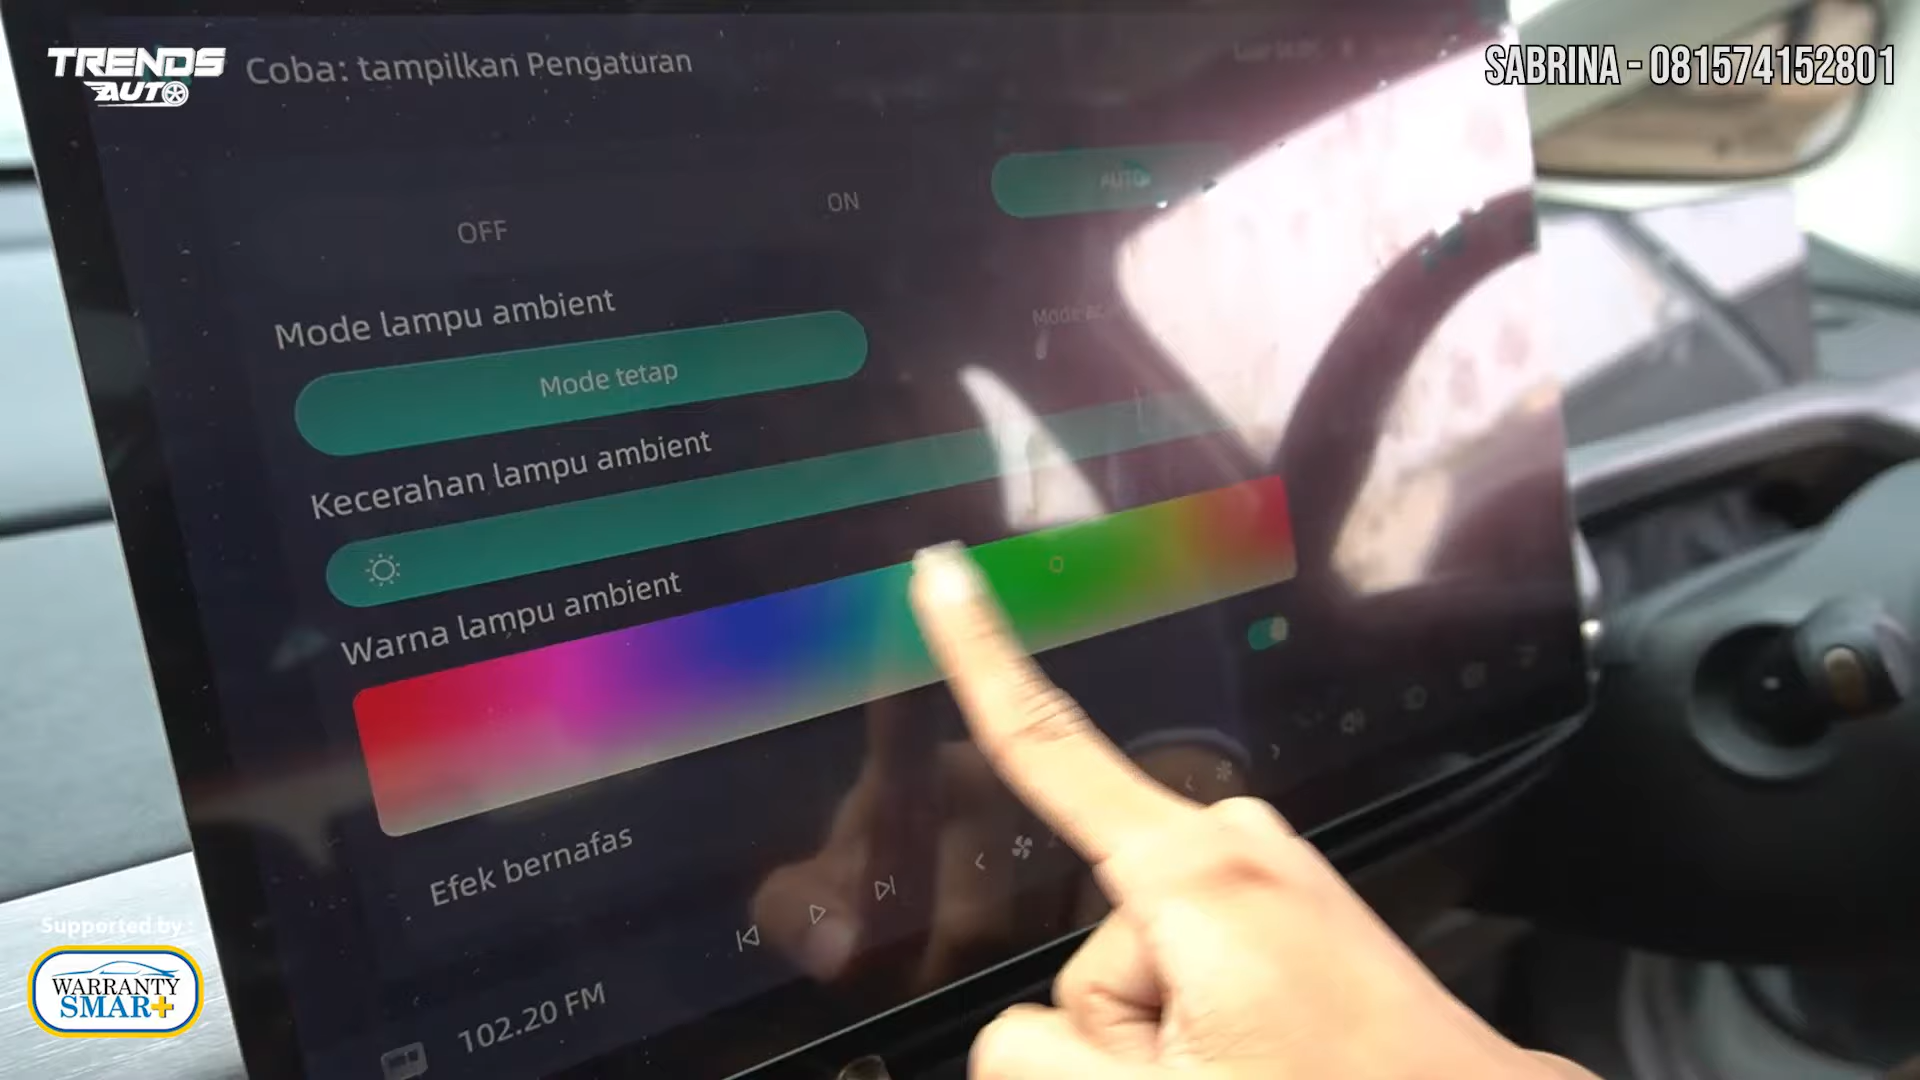 TRENDS
AUTO
Coba: tampilkan Pengaturan
SABRINA - 081574152801
OFF
ON
AUTO
Mode lampu ambient
Mode tetap
Kecerahan lampu ambient
Warna lampu ambient
Efek bernafas
102.20 FM
Supported by :
WARRANTY
SMAR+